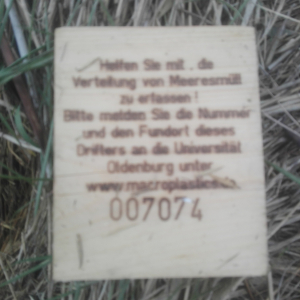 Helfen Sie mit, die
Verteilung von Meeresmüll
zu erfassen!
Bitte melden Sie die Nummer
und den Fundort dieses
Drifters an die Universität
Oldenburg unter
www.macroplastics.de
007074